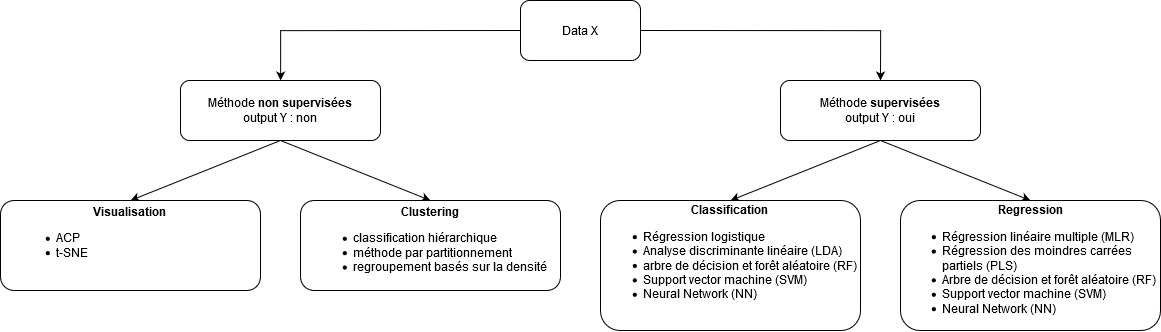 Data X
Méthode non supervisées
output Y : non
Méthode supervisées
output Y : oui
Visualisation
ACP
t-SNE
Clustering
classification hiérarchique
méthode par partitionnement
regroupement basés sur la densité
Classification
Régression logistique
Analyse discriminante linéaire (LDA)
arbre de décision et forêt aléatoire (RF)
Support vector machine (SVM)
Neural Network (NN)
Regression
Régression linéaire multiple (MLR)
Régression des moindres carrées
partiels (PLS)
Arbre de décision et forêt aléatoire (RF)
Support vector machine (SVM)
Neural Network (NN)